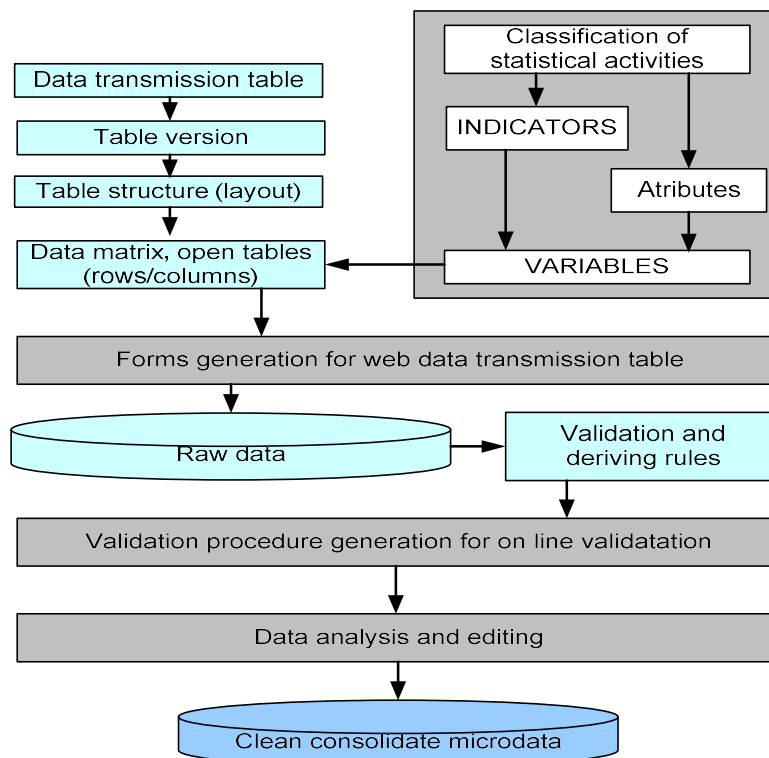 Classification of
statistical activities
Data transmission table
INDICATORS
Table version
Table structure (layout)
Atributes
Data matrix, open tables
(rows/columns)
VARIABLES
Forms generation for web data transmission table
Raw data
Validation and
deriving rules
Validation procedure generation for on line validatation
Data analysis and editing
Clean consolidate microdata